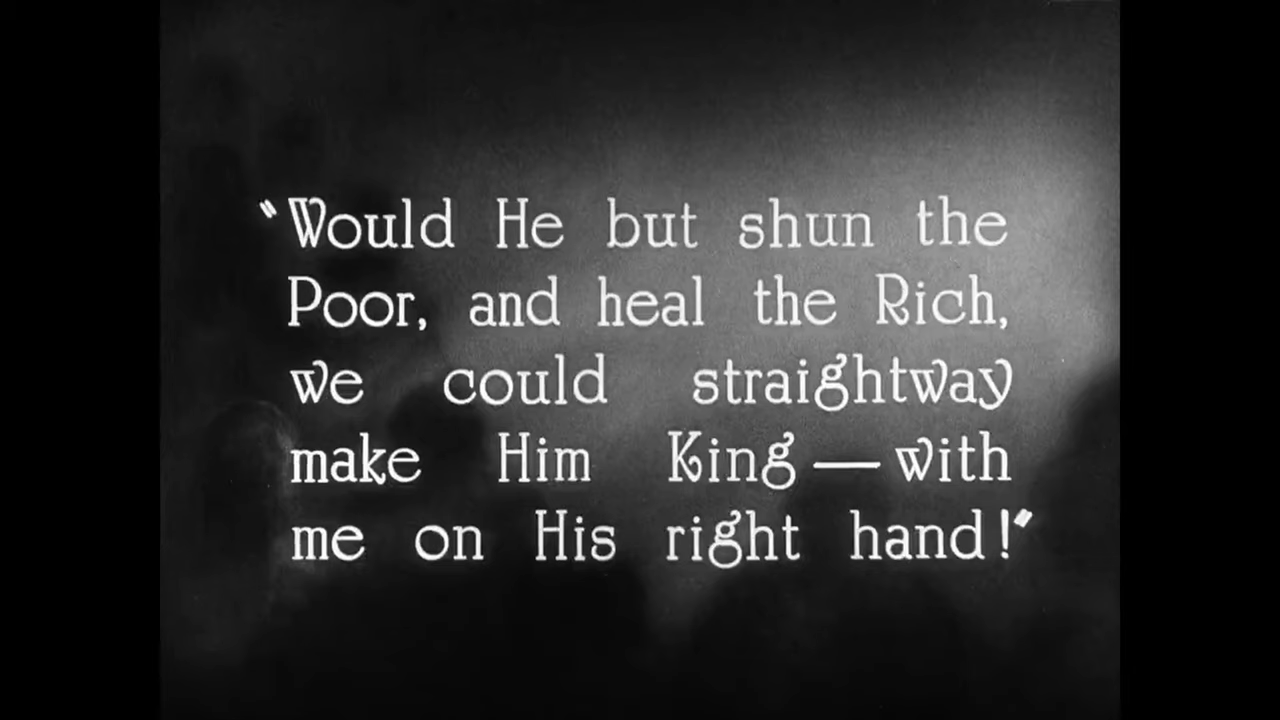 "Would He but shun the
Poor, and heal the Rich,
we could straightway
make Him King — with
me on His right hand!"